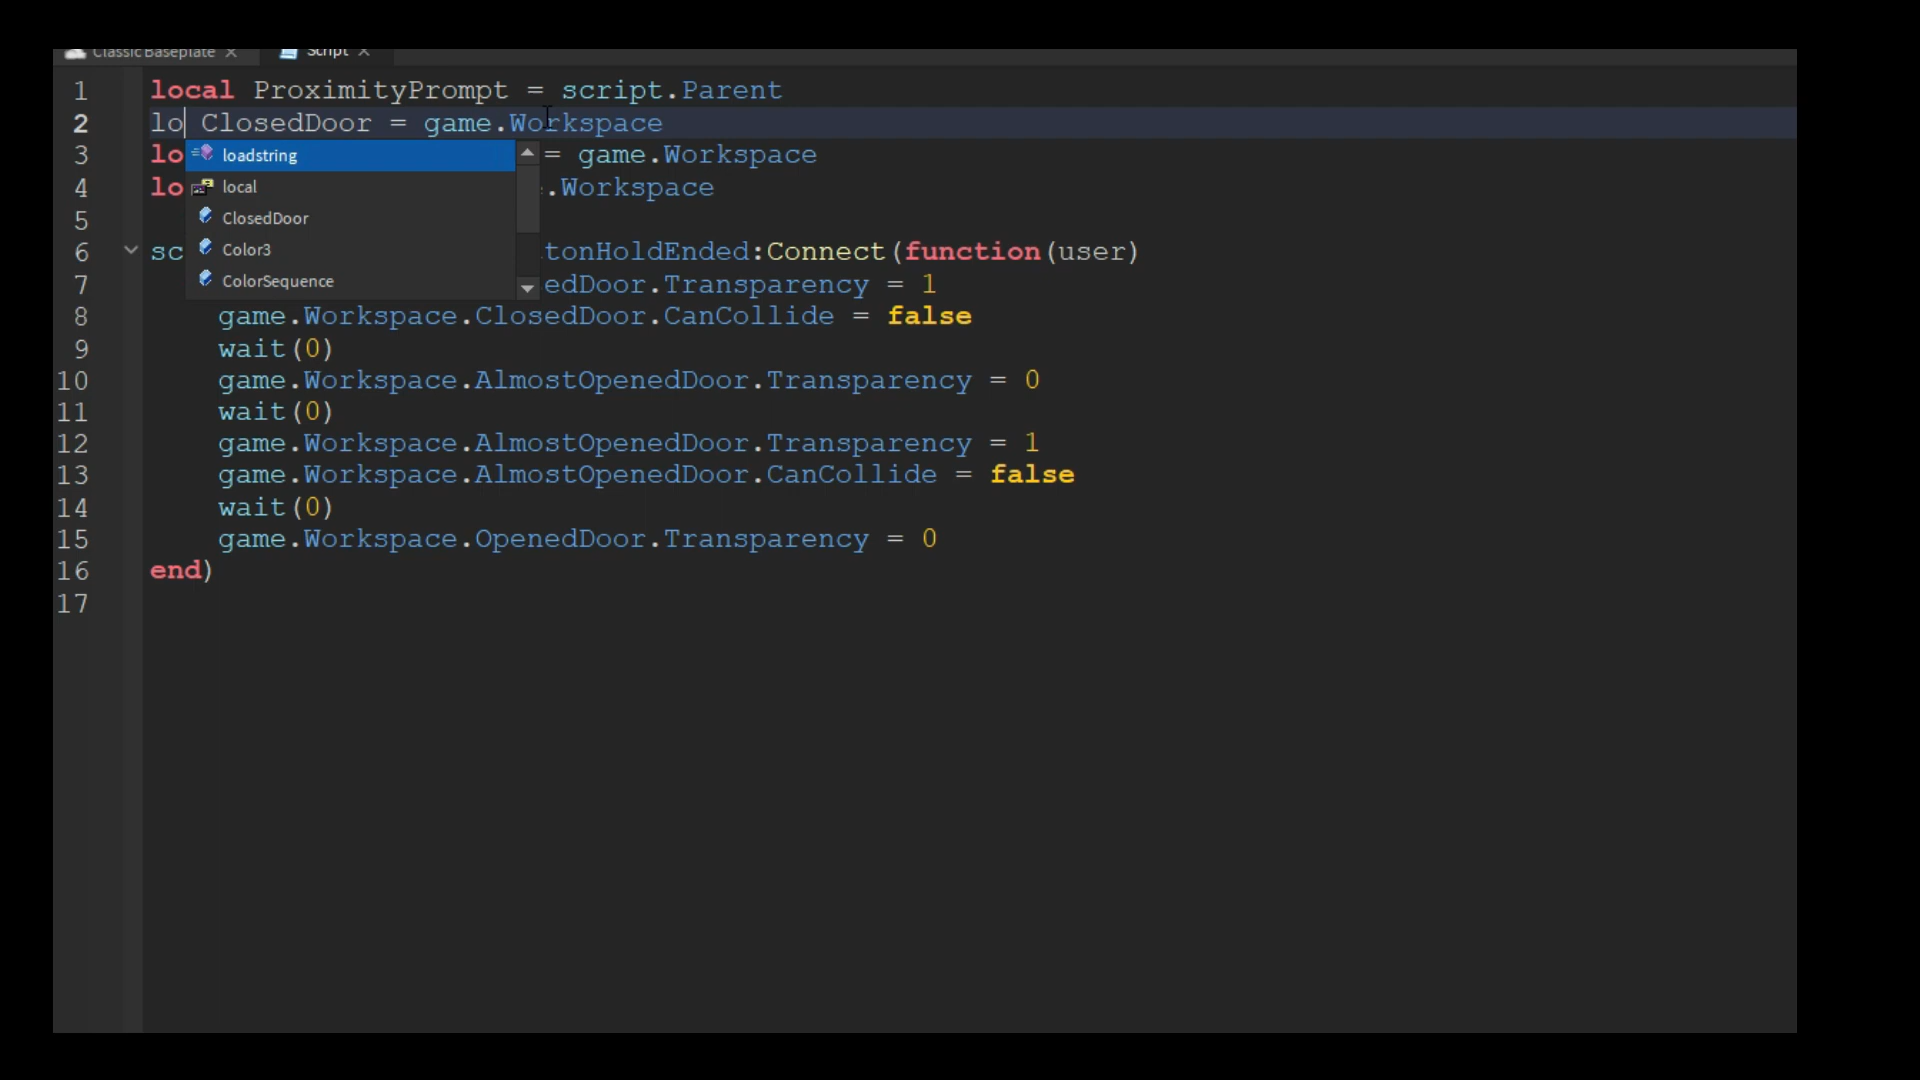 Classic Baseplate
Script
1 local ProximityPrompt = script.Parent
2 lo ClosedDoor = game.Workspace
3 lo = game.Workspace
4 lo .Workspace
5
6 sc tonHoldEnded:Connect(function(user)
7 edDoor.Transparency = 1
loadstring
local
ClosedDoor
Color3
ColorSequence
8 game.Workspace.ClosedDoor.CanCollide = false
9 wait(0)
10 game.Workspace.AlmostOpenedDoor.Transparency = 0
11 wait(0)
12 game.Workspace.AlmostOpenedDoor.Transparency = 1
13 game.Workspace.AlmostOpenedDoor.CanCollide = false
14 wait(0)
15 game.Workspace.OpenedDoor.Transparency = 0
16 end)
17